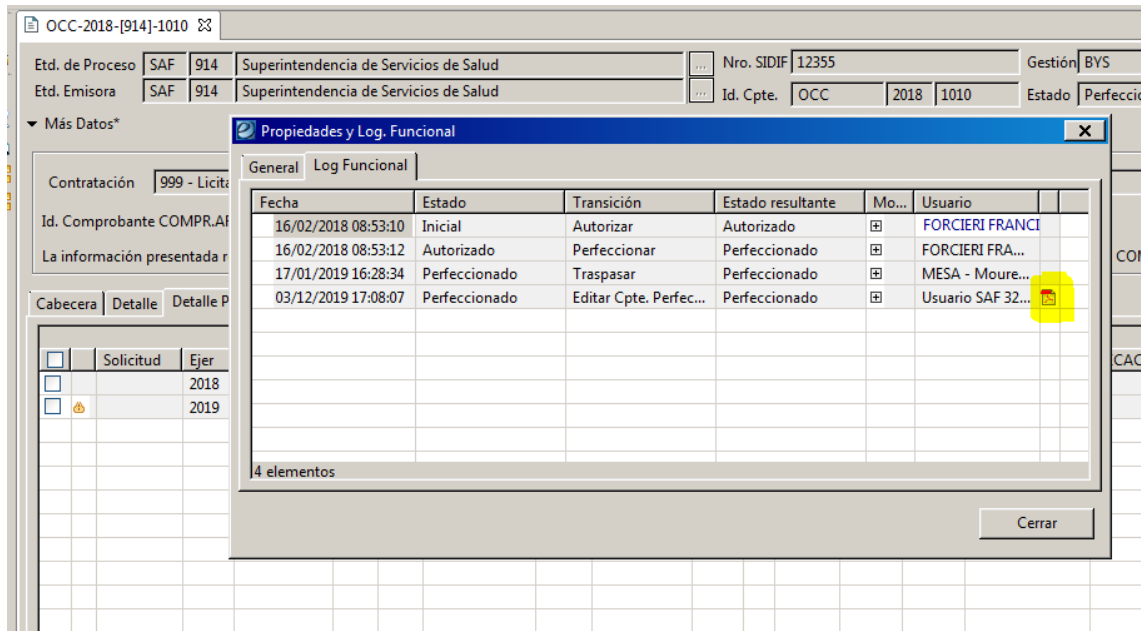 OCC-2018-[914]-1010
Etd. de Proceso SAF 914 Superintendencia de Servicios de Salud ... Nro. SIDIF 12355 Gestión BYS
Etd. Emisora SAF 914 Superintendencia de Servicios de Salud ... Id. Cpte. OCC 2018 1010 Estado Perfeccio
Más Datos*
Propiedades y Log. Funcional
General Log Funcional
Contratación 999 - Licita
Fecha Estado Transición Estado resultante Mo... Usuario
Id. Comprobante COMPR.AF
16/02/2018 08:53:10 Inicial Autorizar Autorizado FORCIERI FRANCI
16/02/2018 08:53:12 Autorizado Perfeccionar Perfeccionado FORCIERI FRA...
La información presentada r
COM
17/01/2019 16:28:34 Perfeccionado Traspasar Perfeccionado MESA - Moure...
03/12/2019 17:08:07 Perfeccionado Editar Cpte. Perfec... Perfeccionado Usuario SAF 32...
Cabecera Detalle Detalle P
Solicitud Ejer
CAC
2018
2019
4 elementos
Cerrar